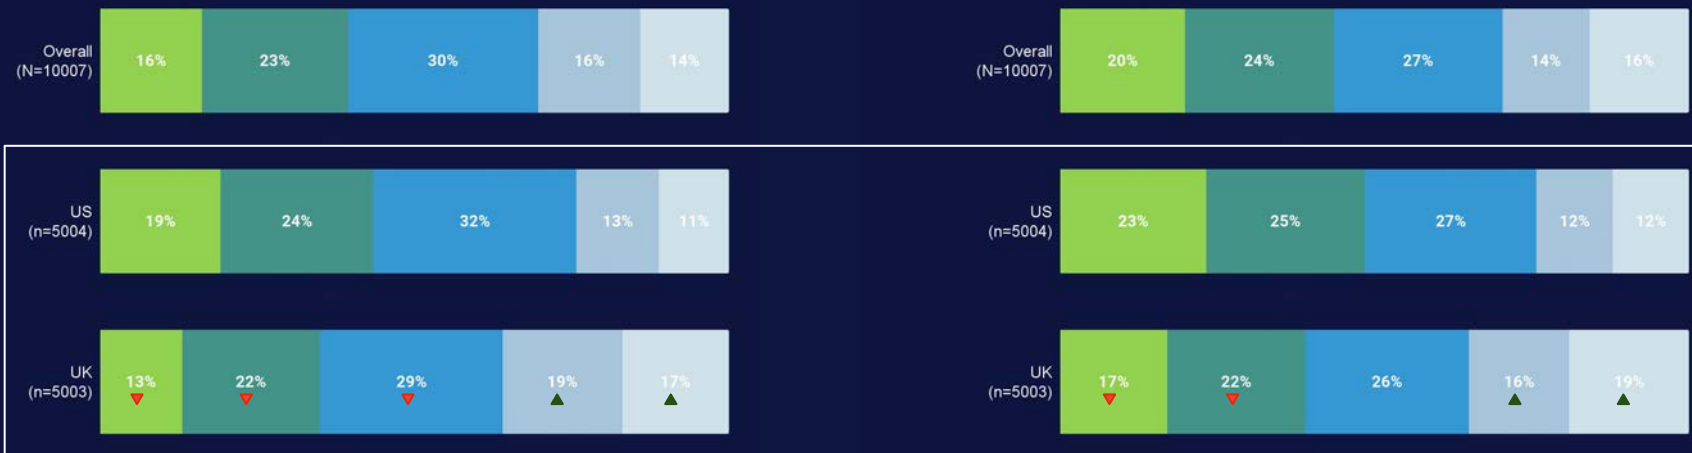 Overall
(N=10007)
16% 23% 30% 16% 14%
Overall
(N=10007)
20% 24% 27% 14% 16%
US
(n=5004)
19% 24% 32% 13% 11%
US
(n=5004)
23% 25% 27% 12% 12%
UK
(n=5003)
13% 22% 29% 19% 17%
UK
(n=5003)
17% 22% 26% 16% 19%